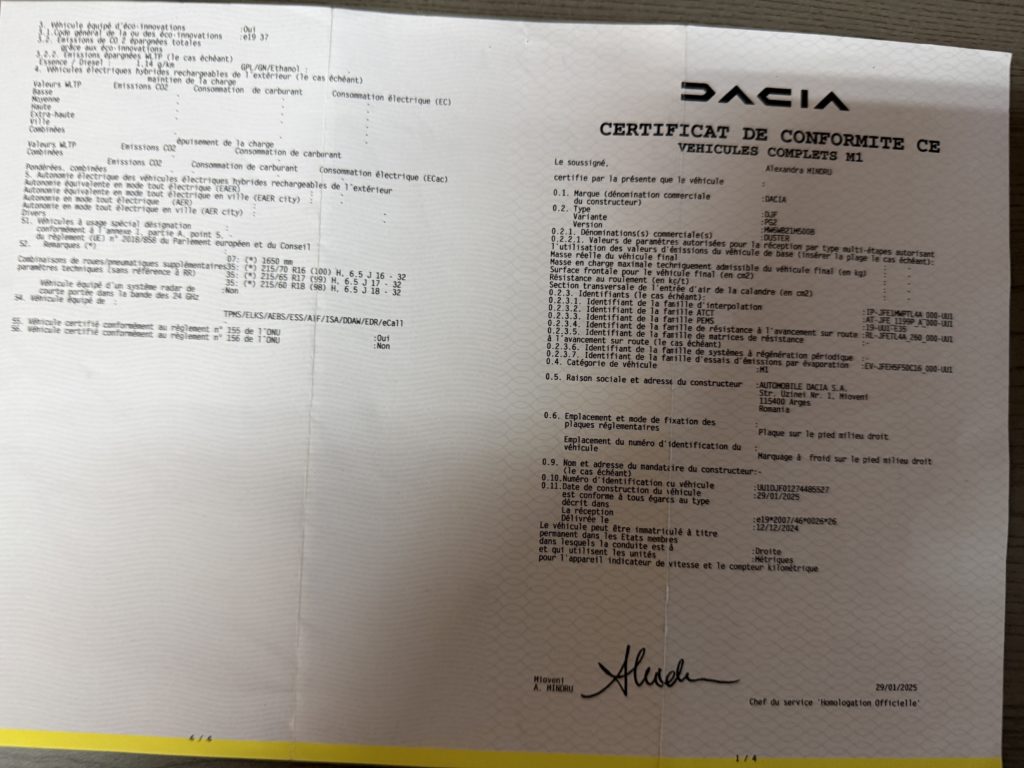 3. Véhicule équipé d'éco-innovations :Oui
3.1.Code général de la ou des éco-innovations :e19 37
3.2. Emissions de CO 2 épargnées totales
grâce aux éco-innovations
3.2.2. Emissions épargnées WLTP (le cas échéant)
Essence / Diesel : 1.14 g/km GPL/GN/Ethanol :
4. Véhicules électriques hybrides rechargeables de l'extérieur (le cas échéant)
maintien de la charge
Valeurs WLTP Emissions CO2 Consommation de carburant Consommation électrique (EC)
Basse
Moyenne
Haute
Extra-haute
Ville
Combinées
épuisement de la charge
Valeurs WLTP Emissions CO2 Consommation de carburant
Combinées
Emissions CO2 Consommation de carburant Consommation électrique (ECac)
Pondérées, combinées
5. Autonomie électrique des véhicules électriques hybrides rechargeables de l'extérieur
Autonomie équivalente en mode tout électrique (EAER) :
Autonomie équivalente en mode tout électrique en ville (EAER city) :
Autonomie en mode tout électrique (AER) :
Autonomie en mode tout électrique en ville (AER city) :
Divers
51. Véhicules à usage spécial désignation
conformément à l'annexe I, partie A, point 5, :
du règlement (UE) n° 2018/858 du Parlement européen et du Conseil
52. Remarques (*)
07: (*) 1650 mm
Combinaisons de roues/pneumatiques supplémentaires35: (*) 215/70 R16 (100) H, 6.5 J 16 - 32
paramètres techniques (sans référence à RR) 35: (*) 215/65 R17 (99) H, 6.5 J 17 - 32
35: (*) 215/60 R18 (98) H, 6.5 J 18 - 32
Véhicule équipé d'un système radar de
courte portée dans la bande des 24 GHz :Non
54. Véhicule équipé de :
TPMS/ELKS/AEBS/ESS/AIF/ISA/DDAW/EDR/eCall
55. Véhicule certifié conformément au règlement n° 155 de l'ONU :Oui
56. Véhicule certifié conformément au règlement n° 156 de l'ONU :Non
6 / 6
DACIA
CERTIFICAT DE CONFORMITE CE
VEHICULES COMPLETS M1
Le soussigné, Alexandra MINDRU
certifie par la présente que le véhicule :
0.1. Marque (dénomination commerciale
du constructeur) :DACIA
0.2. Type :DJF
Variante :PG2
Version
0.2.1. Dénominations(s) commerciale(s) :DUSTER
0.2.2.1. Valeurs de paramètres autorisées pour la réception par type multi-étapes autorisant
l'utilisation des valeurs d'émissions du véhicule de base (insérer la plage le cas échéant):
Masse réelle du véhicule final
Masse en charge maximale techniquement admissible du véhicule final (en kg) :
Surface frontale pour le véhicule final (en cm2) :
Résistance au roulement (en kg/t) :
Section transversale de l'entrée d'air de la calandre (en cm2) :
0.2.3. Identifiants (le cas échéant):
0.2.3.1. Identifiant de la famille d'interpolation
0.2.3.2. Identifiant de la famille ATCT
0.2.3.3. Identifiant de la famille PEMS :19-UU1-E35
0.2.3.4. Identifiant de la famille de résistance à l'avancement sur route :RL-JFE7L4A_260_000-UU1
0.2.3.5. Identifiant de la famille de matrices de résistance
à l'avancement sur route (le cas échéant) :-
0.2.3.6. Identifiant de la famille de systèmes à régénération périodique :-
0.2.3.7. Identifiant de la famille d'essais d'émissions par évaporation
0.4. Catégorie de véhicule :M1
0.5. Raison sociale et adresse du constructeur :AUTOMOBILE DACIA S.A.
Str. Uzinei Nr. 1, Mioveni
115400 Arges
Romania
0.6. Emplacement et mode de fixation des :
plaques réglementaires Plaque sur le pied milieu droit
Emplacement du numéro d'identification du :
véhicule Marquage à froid sur le pied milieu droit
0.9. Nom et adresse du mandataire du constructeur:-
(le cas échéant)
0.10.Numéro d'identification du véhicule :UU1DJF01274485527
0.11.Date de construction du véhicule :29/01/2025
est conforme à tous égards au type
décrit dans
La réception :e19*2007/46*0026*26
Délivrée le :12/12/2024
Le véhicule peut être immatriculé à titre
permanent dans les Etats membres
dans lesquels la conduite est à :Droite
et qui utilisent les unités :Métriques
pour l'appareil indicateur de vitesse et le compteur kilométrique
Mioveni
A. MINDRU
29/01/2025
Chef du service 'Homologation Officielle'
1 / 4